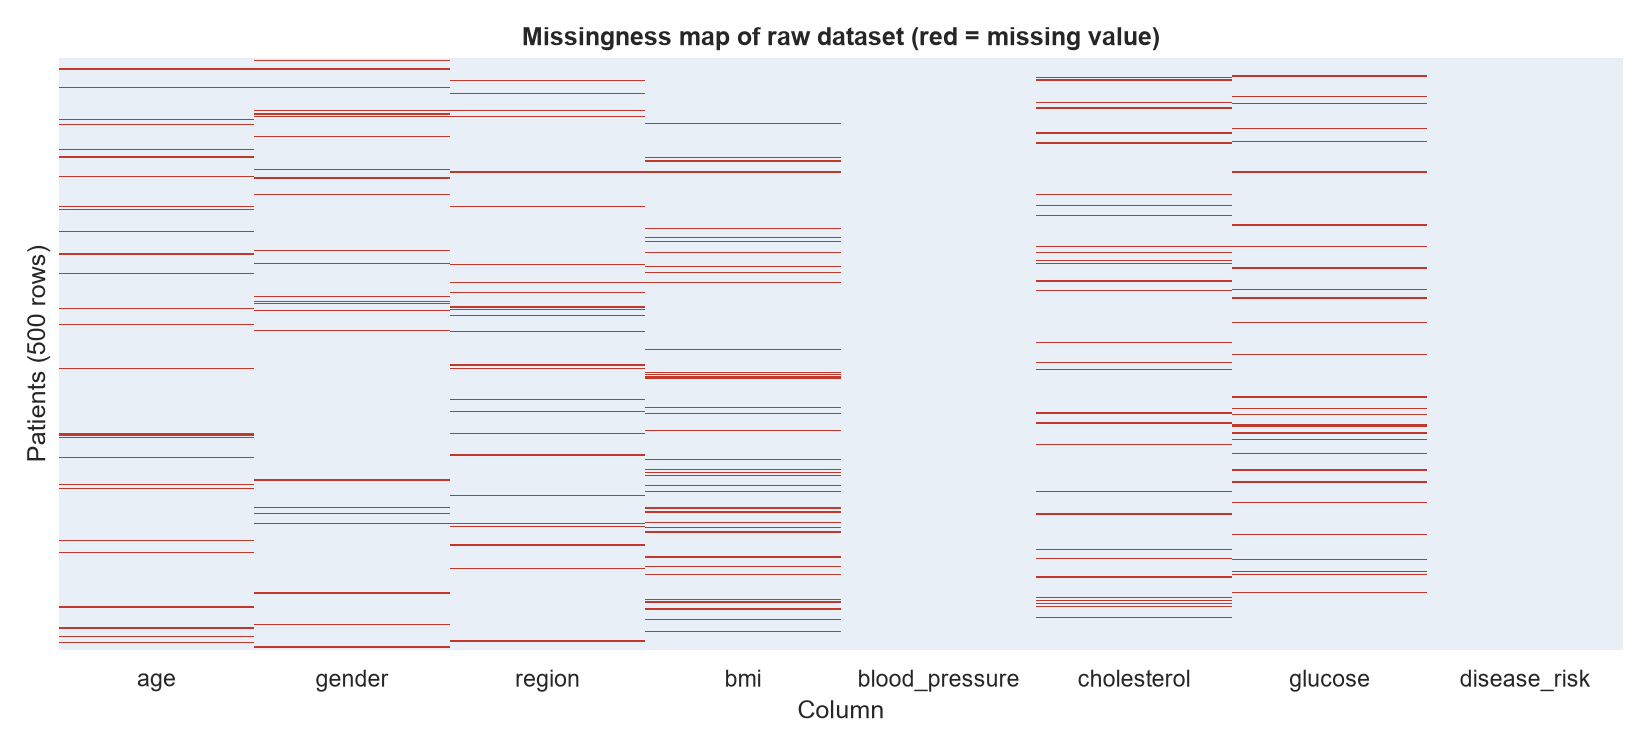 Missingness map of raw dataset (red = missing value)
Patients (500 rows)
age gender region bmi blood_pressure cholesterol glucose disease_risk
Column